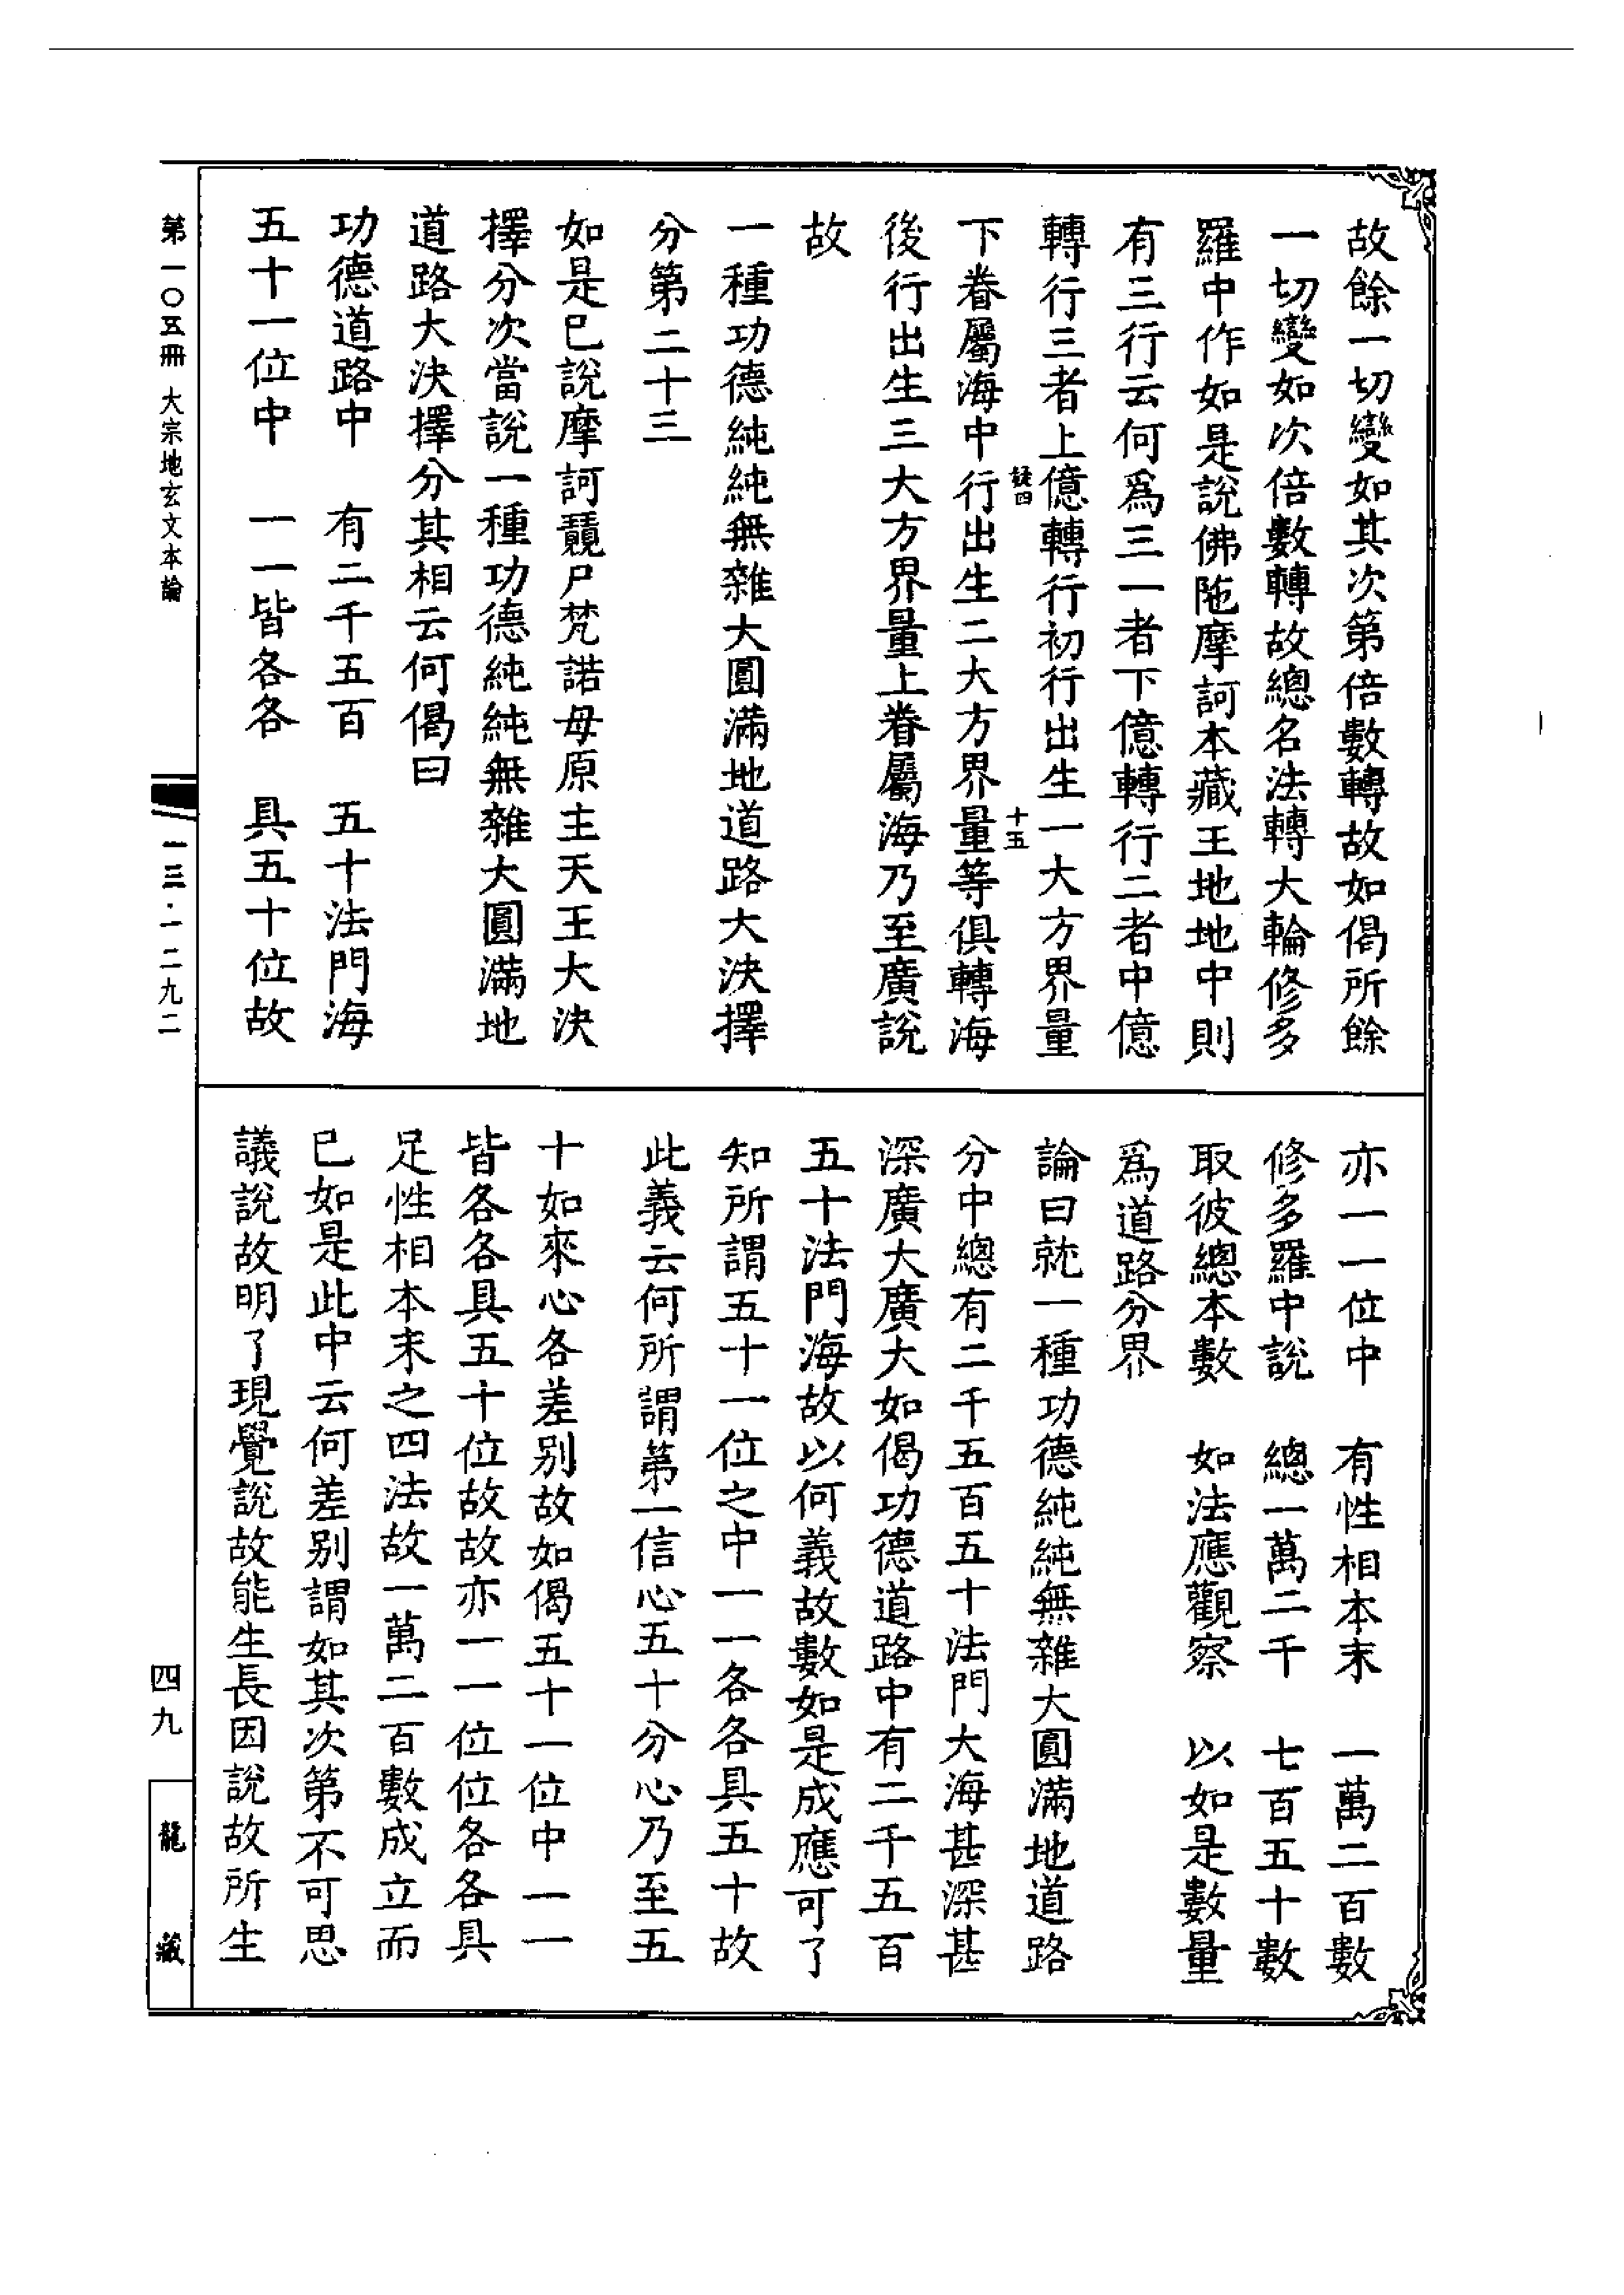 故餘一切變如其次第倍數轉故如偈所餘
一切變如次倍數轉故總名法轉大輪修多
羅中作如是說佛陁摩訶本藏王地地中則
有三行云何爲三一者下億轉行二者中億
轉行三者上億轉行初行出生一大方界量
疑四
十五
下眷屬海中行出生二大方界量等俱轉海
後行出生三大方界量上眷屬海乃至廣說
故
一種功德純純無雜大圓滿地道路大決擇
分第二十三
如是已說摩訶㲲尸梵諾母原主天王大決
擇分次當說一種功德純純無雜大圓滿地
道路大決擇分其相云何偈曰
功德道路中 有二千五百 五十法門海
五十一位中 一一皆各各 具五十位故
亦一一位中 有性相本末 一萬二百數
修多羅中說 總一萬二千 七百五十數
取彼總本數 如法應觀察 以如是數量
爲道路分界
論曰就一種功德純純無雜大圓滿地道路
分中總有二千五百五十法門大海甚深甚
深廣大廣大如偈功德道路中有二千五百
五十法門海故以何義故數如是成應可了
知所謂五十一位之中一一各各具五十故
此義云何所謂第一信心五十分心乃至五
十如來心各差别故如偈五十一位中一一
皆各各具五十位故故亦一一位位各各具
足性相本末之四法故一萬二百數成立而
已如是此中云何差别謂如其次第不可思
議說故明了現覺說故能生長因說故所生
第一〇五冊 大宗地玄文本論
一三·一二九二
四九
龍藏